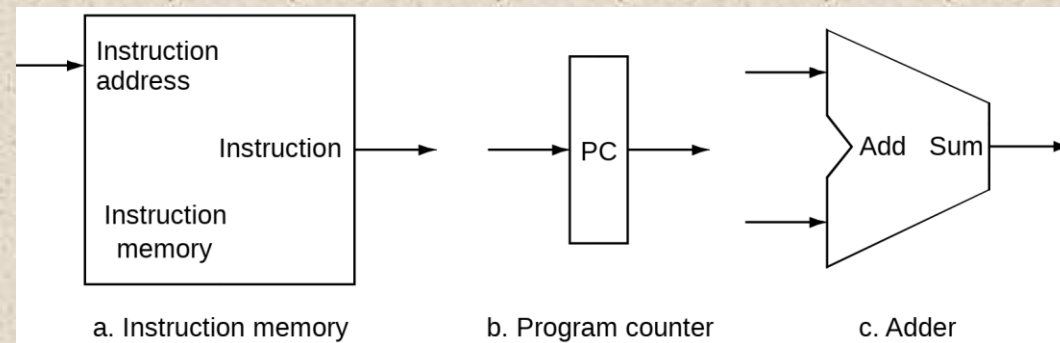 Instruction
address
Instruction
Instruction
memory
PC
Add Sum
a. Instruction memory
b. Program counter
c. Adder